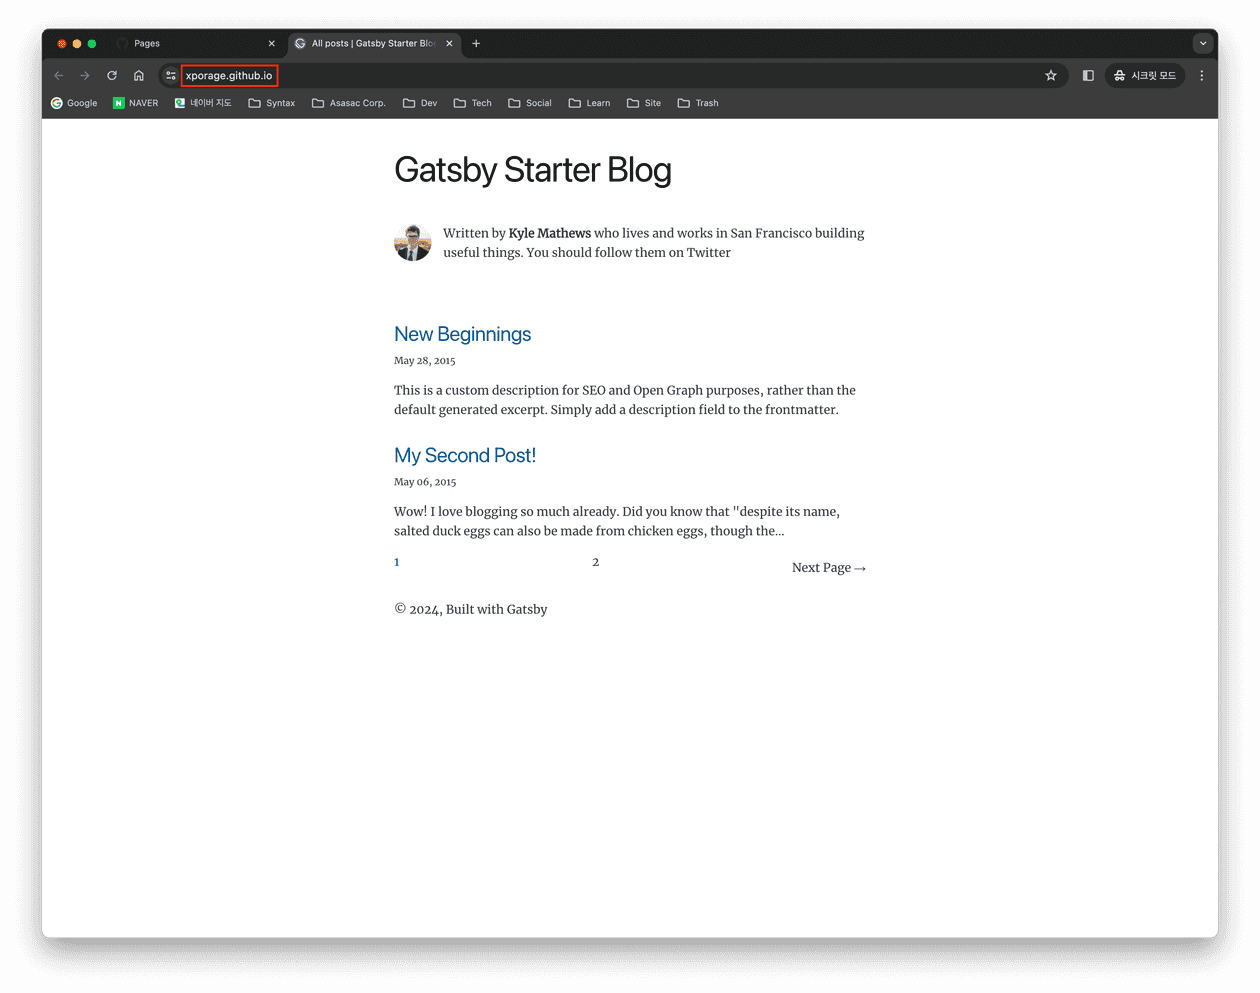 Pages
All posts | Gatsby Starter Blo
xporage.github.io
시크릿 모드
Google
NAVER
네이버 지도
Syntax
Asasac Corp.
Dev
Tech
Social
Learn
Site
Trash
Gatsby Starter Blog
Written by Kyle Mathews who lives and works in San Francisco building
useful things. You should follow them on Twitter
New Beginnings
May 28, 2015
This is a custom description for SEO and Open Graph purposes, rather than the
default generated excerpt. Simply add a description field to the frontmatter.
My Second Post!
May 06, 2015
Wow! I love blogging so much already. Did you know that "despite its name,
salted duck eggs can also be made from chicken eggs, though the...
1
2
Next Page →
© 2024, Built with Gatsby